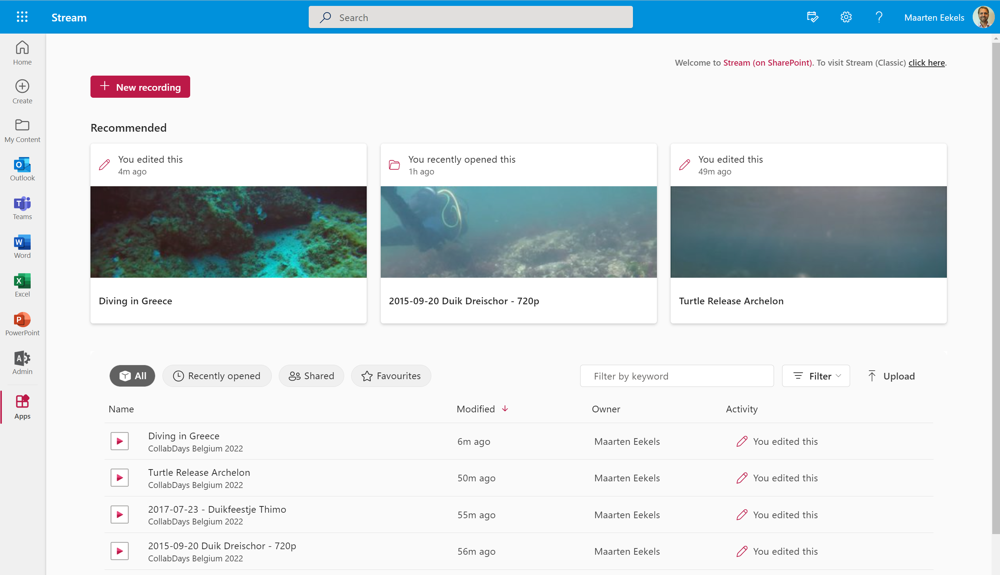 Stream
Search
Maarten Eekels
Home
Create
My Content
Outlook
Teams
Word
Excel
PowerPoint
Admin
Apps
Welcome to Stream (on SharePoint). To visit Stream (Classic) click here.
New recording
Recommended
You edited this
4m ago
Diving in Greece
You recently opened this
1h ago
2015-09-20 Duik Dreischor - 720p
You edited this
49m ago
Turtle Release Archelon
All
Recently opened
Shared
Favourites
Filter by keyword
Filter
Upload
Name Modified Owner Activity
Diving in Greece
CollabDays Belgium 2022
6m ago
Maarten Eekels
You edited this
Turtle Release Archelon
CollabDays Belgium 2022
50m ago
Maarten Eekels
You edited this
2017-07-23 - Duikfeestje Thimo
CollabDays Belgium 2022
55m ago
Maarten Eekels
You edited this
2015-09-20 Duik Dreischor - 720p
CollabDays Belgium 2022
56m ago
Maarten Eekels
You edited this